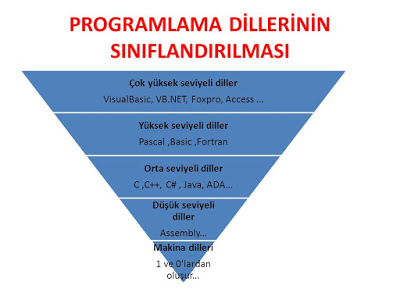 PROGRAMLAMA DİLLERİNİN
SINIFLANDIRILMASI
Çok yüksek seviyeli diller
VisualBasic, VB.NET, Foxpro, Access ...
Yüksek seviyeli diller
Pascal ,Basic ,Fortran
Orta seviyeli diller
C ,C++, C# , Java, ADA...
Düşük seviyeli
diller
Assembly...
Makina dilleri
1 ve 0'lardan
oluşur...